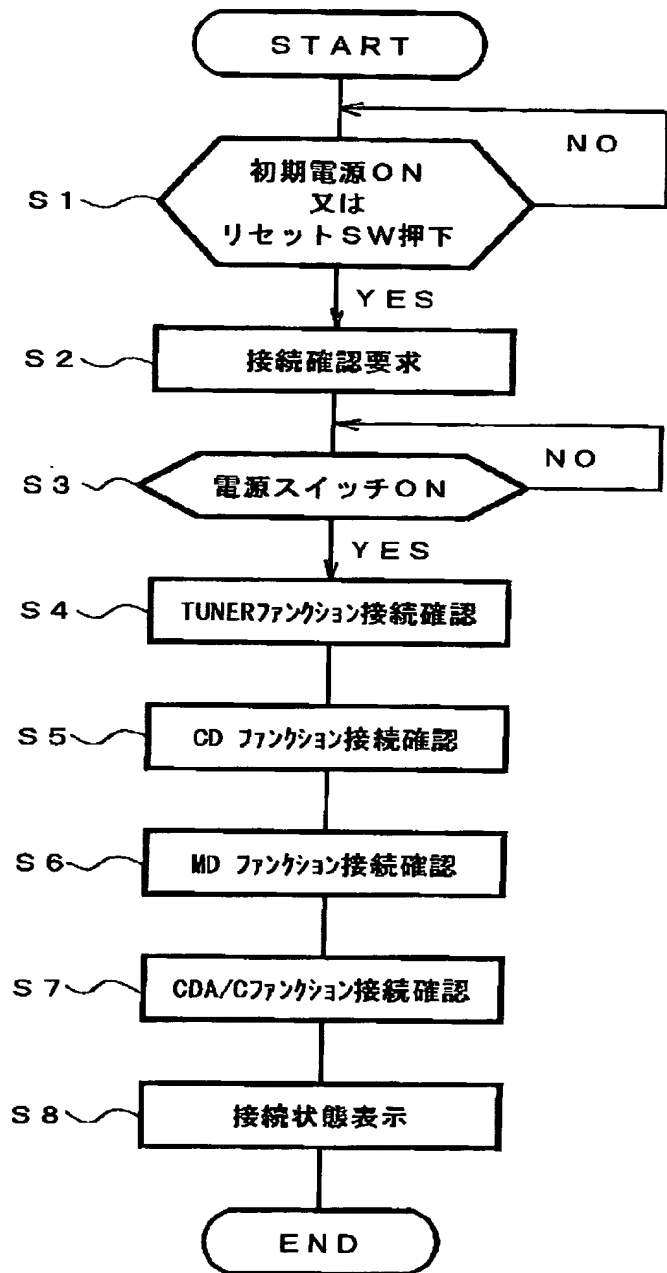 START
NO
S1
初期電源ON
又は
リセットSW押下
YES
S2
接続確認要求
NO
S3
電源スイッチON
YES
S4
TUNERファンクション接続確認
S5
CD ファンクション接続確認
S6
MD ファンクション接続確認
S7
CDA/Cファンクション接続確認
S8
接続状態表示
END